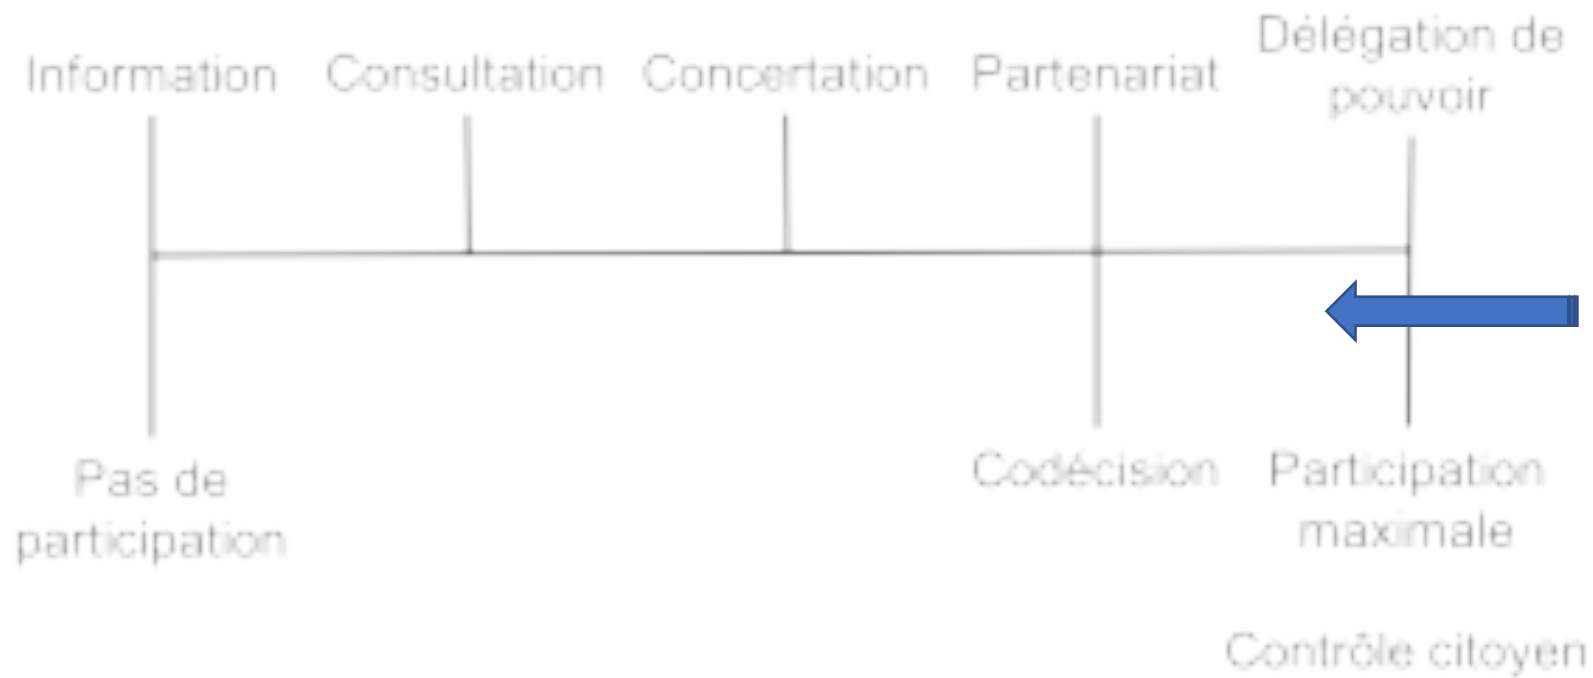 Information
Consultation
Concertation
Partenariat
Délégation de
pouvoir
Pas de
participation
Codécision
Participation
maximale
Contrôle citoyen